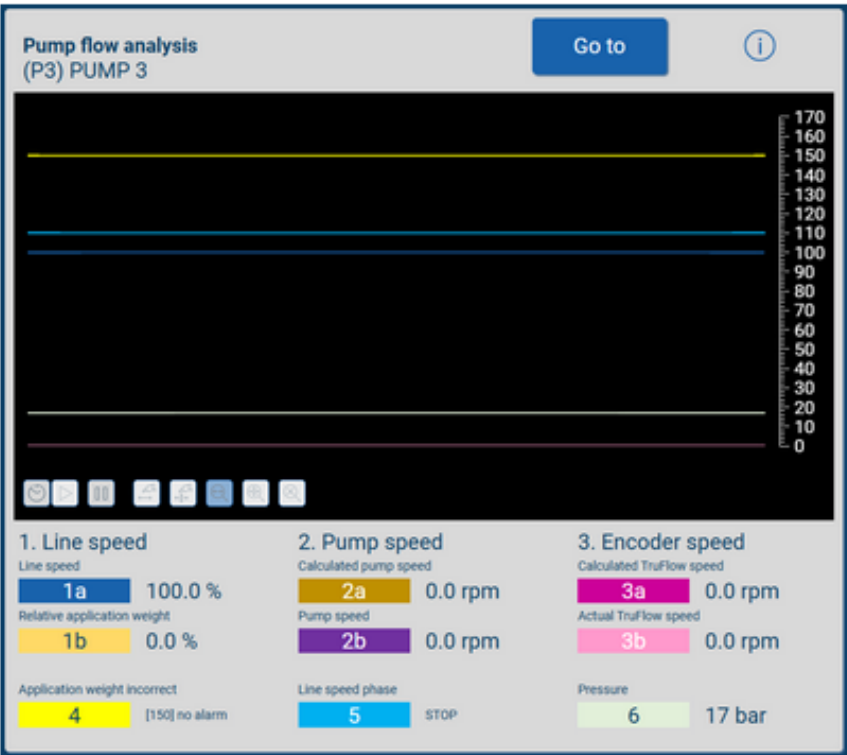 Pump flow analysis
(P3) PUMP 3
Go to
i
170
160
150
140
130
120
110
100
90
80
70
60
50
40
30
20
10
0
1. Line speed
Line speed
1a 100.0 %
Relative application weight
1b 0.0 %
Application weight incorrect
4 [150] no alarm
2. Pump speed
Calculated pump speed
2a 0.0 rpm
Pump speed
2b 0.0 rpm
Line speed phase
5 STOP
3. Encoder speed
Calculated TruFlow speed
3a 0.0 rpm
Actual TruFlow speed
3b 0.0 rpm
Pressure
6 17 bar